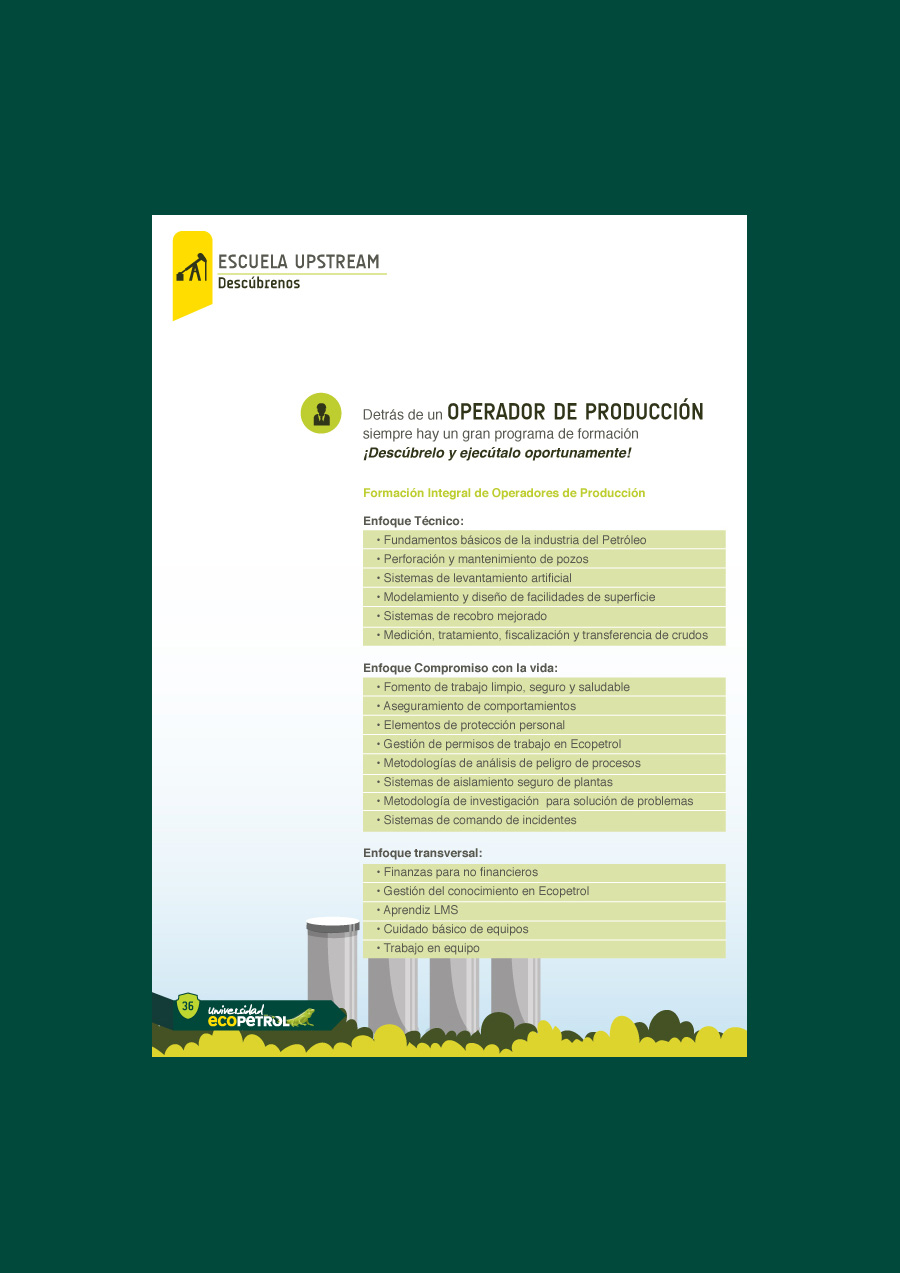 ESCUELA UPSTREAM
Descúbrenos
Detrás de un OPERADOR DE PRODUCCIÓN
siempre hay un gran programa de formación
¡Descúbrelo y ejecútalo oportunamente!
Formación Integral de Operadores de Producción
Enfoque Técnico:
• Fundamentos básicos de la industria del Petróleo
• Perforación y mantenimiento de pozos
• Sistemas de levantamiento artificial
• Modelamiento y diseño de facilidades de superficie
• Sistemas de recobro mejorado
• Medición, tratamiento, fiscalización y transferencia de crudos
Enfoque Compromiso con la vida:
• Fomento de trabajo limpio, seguro y saludable
• Aseguramiento de comportamientos
• Elementos de protección personal
• Gestión de permisos de trabajo en Ecopetrol
• Metodologías de análisis de peligro de procesos
• Sistemas de aislamiento seguro de plantas
• Metodología de investigación  para solución de problemas
• Sistemas de comando de incidentes
Enfoque transversal:
• Finanzas para no financieros
• Gestión del conocimiento en Ecopetrol
• Aprendiz LMS
• Cuidado básico de equipos
• Trabajo en equipo
36
universidad
ecoPETROL